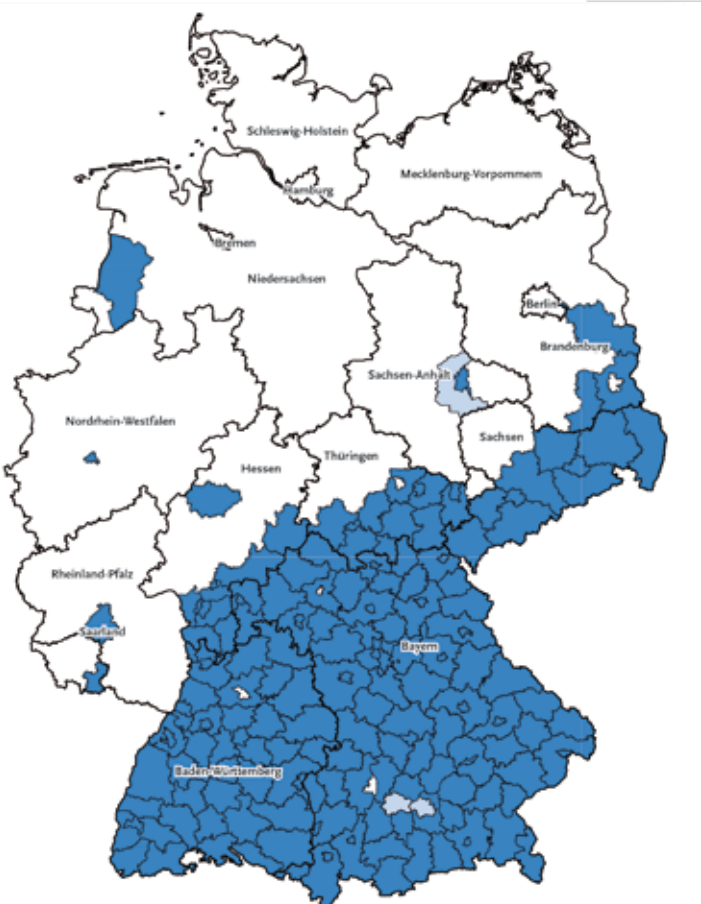 Schleswig-Holstein
Mecklenburg-Vorpommern
Hamburg
Bremen
Niedersachsen
Berlin
Brandenburg
Sachsen-Anhalt
Nordrhein-Westfalen
Sachsen
Thüringen
Hessen
Rheinland-Pfalz
Saarland
Bayern
Baden-Württemberg